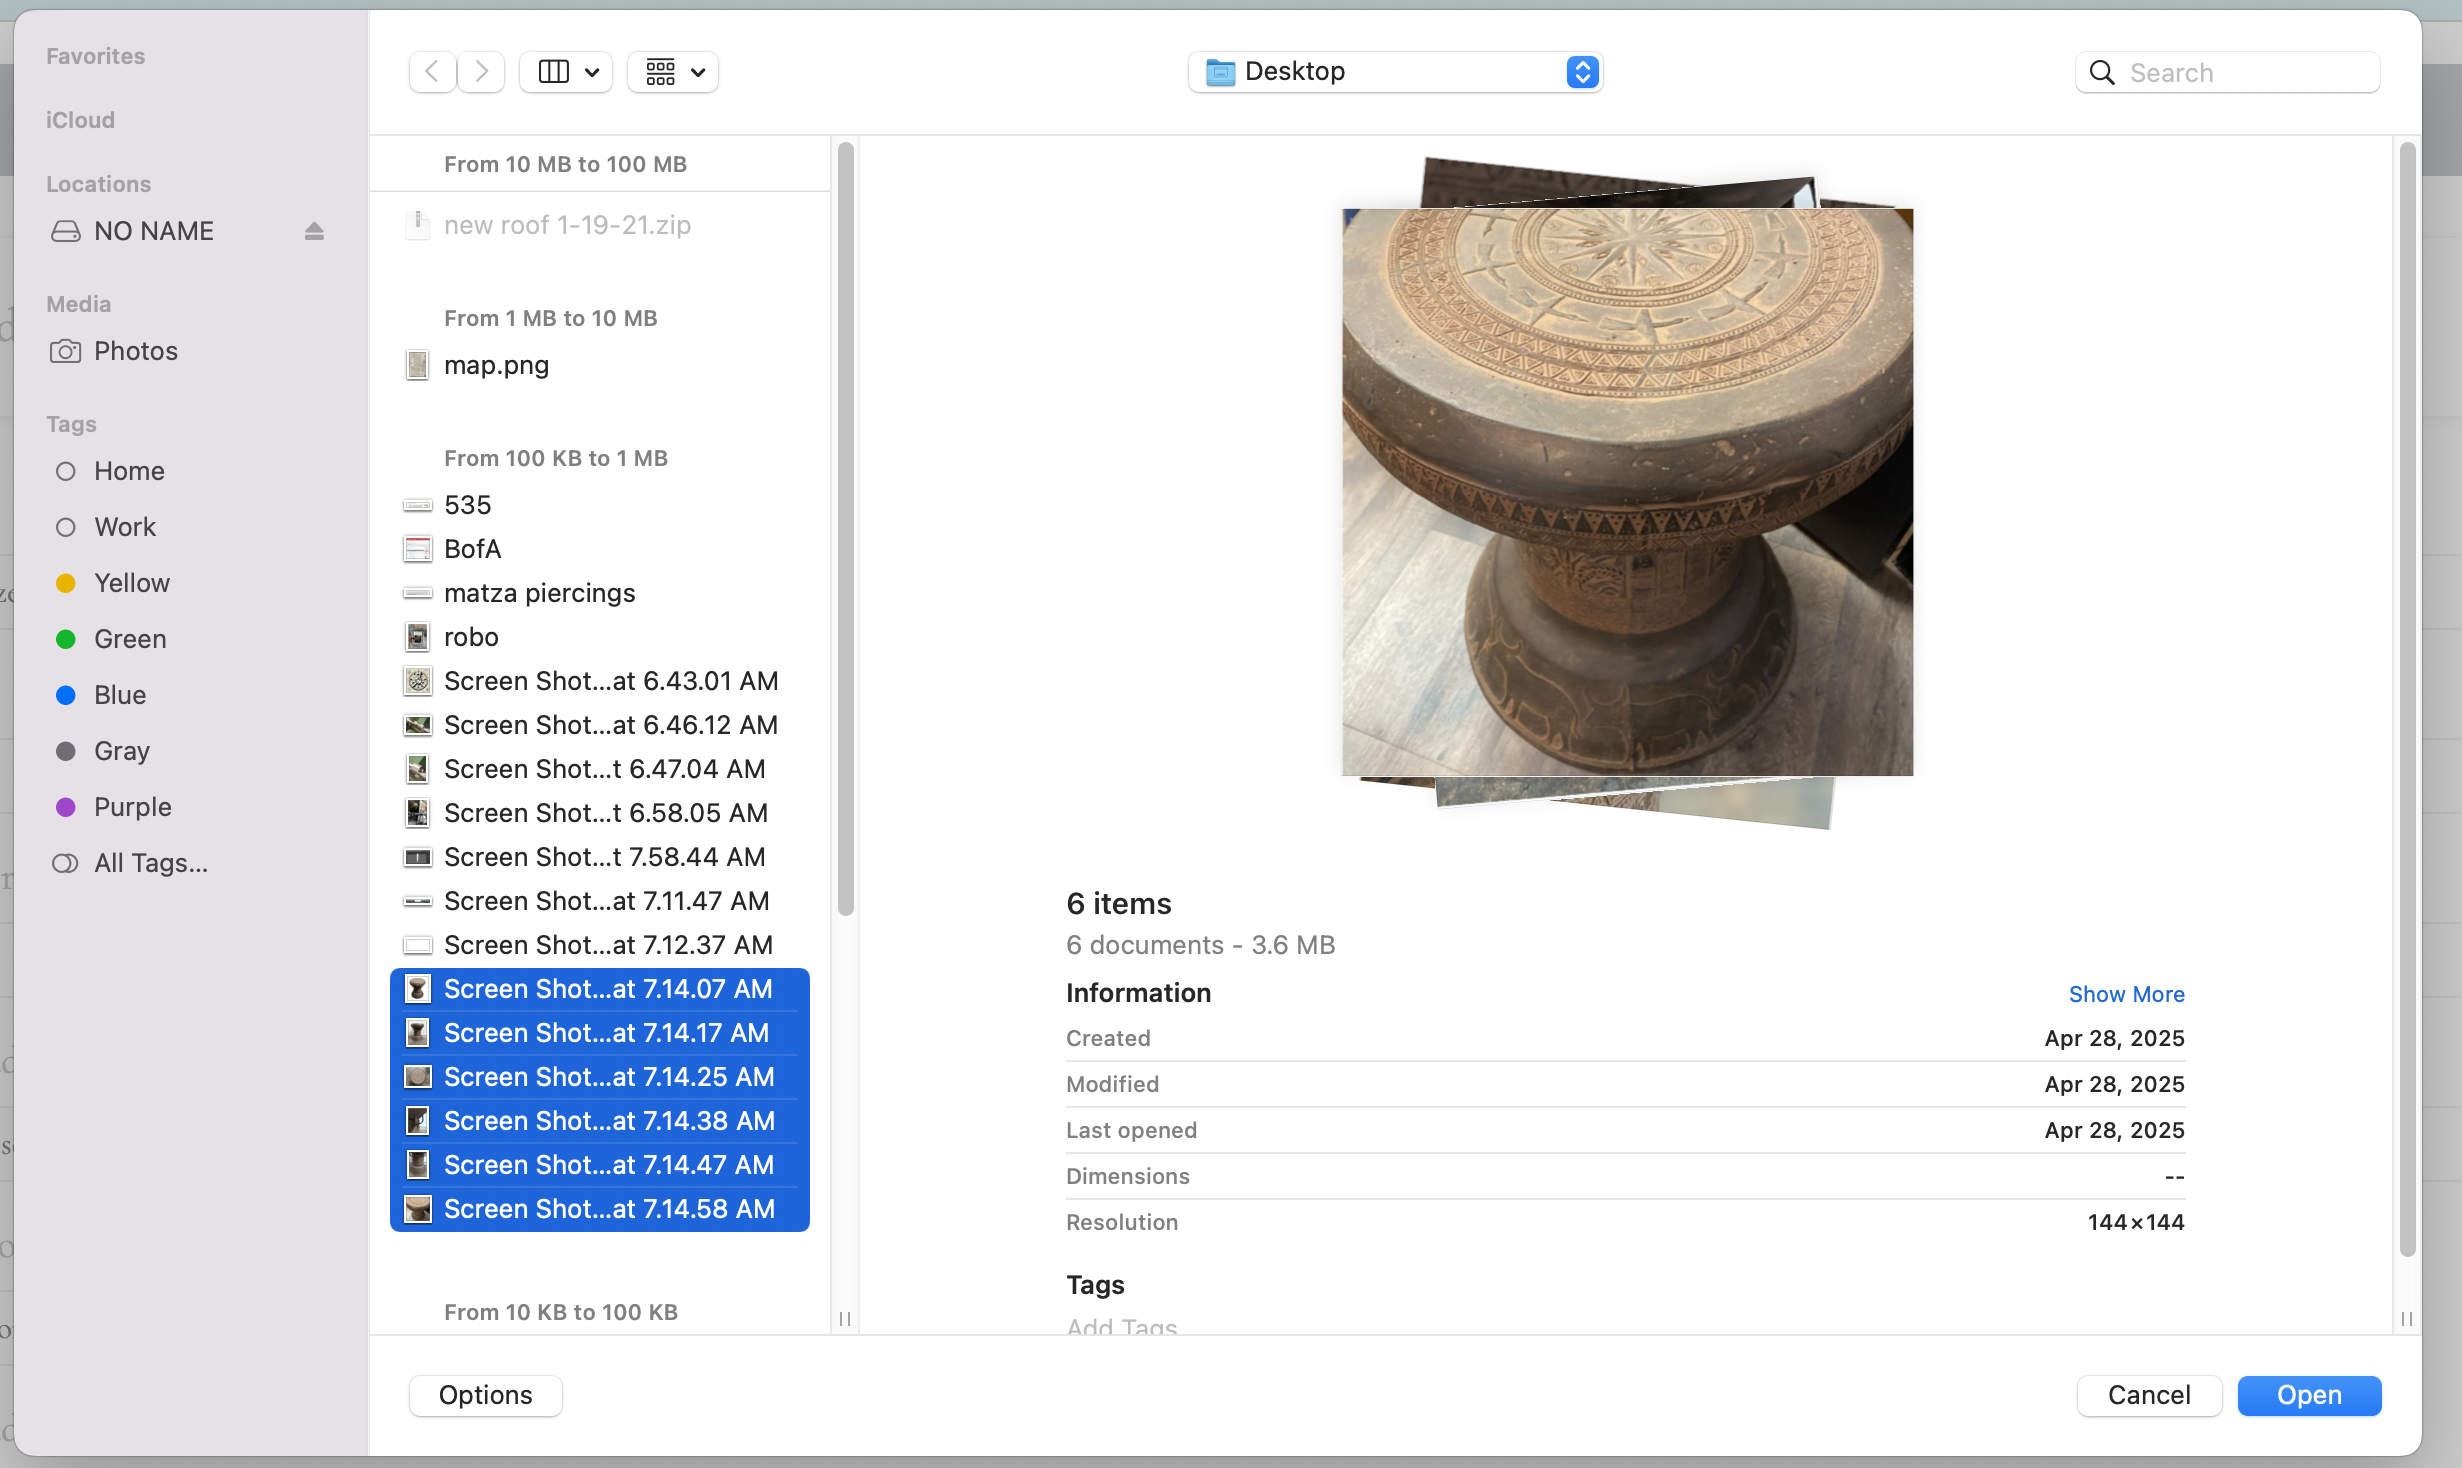 Favorites
iCloud
Locations
NO NAME
Media
Photos
Tags
Home
Work
Yellow
Green
Blue
Gray
Purple
All Tags...
Desktop
Search
From 10 MB to 100 MB
new roof 1-19-21.zip
From 1 MB to 10 MB
map.png
From 100 KB to 1 MB
535
BofA
matza piercings
robo
Screen Shot...at 6.43.01 AM
Screen Shot...at 6.46.12 AM
Screen Shot...t 6.47.04 AM
Screen Shot...t 6.58.05 AM
Screen Shot...t 7.58.44 AM
Screen Shot...at 7.11.47 AM
Screen Shot...at 7.12.37 AM
Screen Shot...at 7.14.07 AM
Screen Shot...at 7.14.17 AM
Screen Shot...at 7.14.25 AM
Screen Shot...at 7.14.38 AM
Screen Shot...at 7.14.47 AM
Screen Shot...at 7.14.58 AM
From 10 KB to 100 KB
6 items
6 documents - 3.6 MB
Information
Show More
Created Apr 28, 2025
Modified Apr 28, 2025
Last opened Apr 28, 2025
Dimensions --
Resolution 144×144
Tags
Add Tags
Options
Cancel
Open